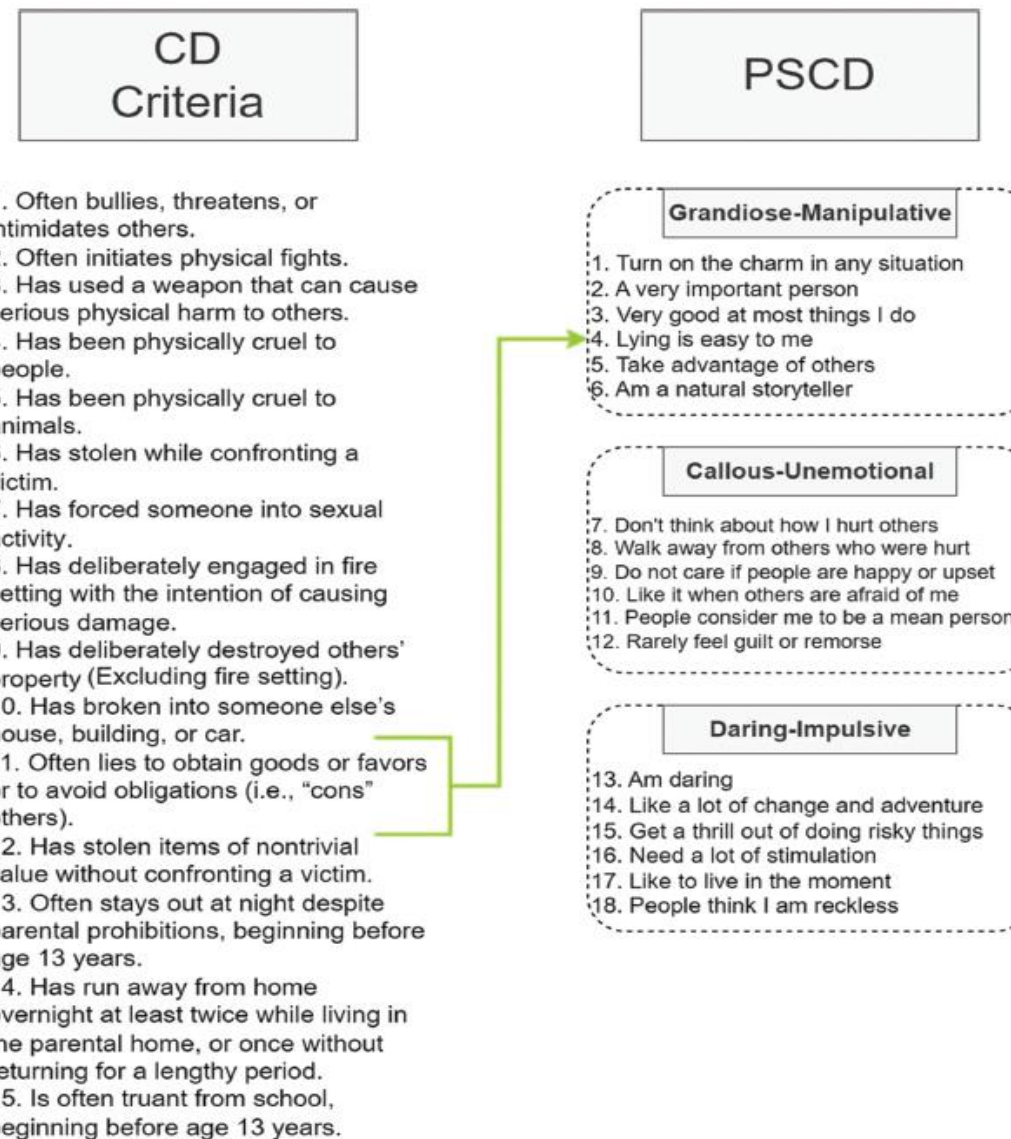 CD
Criteria
. Often bullies, threatens, or
ntimidates others.
. Often initiates physical fights.
. Has used a weapon that can cause
erious physical harm to others.
. Has been physically cruel to
eople.
. Has been physically cruel to
animals.
. Has stolen while confronting a
ictim.
. Has forced someone into sexual
activity.
. Has deliberately engaged in fire
etting with the intention of causing
erious damage.
. Has deliberately destroyed others’
property (Excluding fire setting).
0. Has broken into someone else’s
house, building, or car.
1. Often lies to obtain goods or favors
or to avoid obligations (i.e., “cons”
others).
2. Has stolen items of nontrivial
value without confronting a victim.
3. Often stays out at night despite
parental prohibitions, beginning before
age 13 years.
4. Has run away from home
overnight at least twice while living in
he parental home, or once without
returning for a lengthy period.
5. Is often truant from school,
beginning before age 13 years.
PSCD
Grandiose-Manipulative
1. Turn on the charm in any situation
2. A very important person
3. Very good at most things I do
4. Lying is easy to me
5. Take advantage of others
6. Am a natural storyteller
Callous-Unemotional
7. Don't think about how I hurt others
8. Walk away from others who were hurt
9. Do not care if people are happy or upset
10. Like it when others are afraid of me
11. People consider me to be a mean person
12. Rarely feel guilt or remorse
Daring-Impulsive
13. Am daring
14. Like a lot of change and adventure
15. Get a thrill out of doing risky things
16. Need a lot of stimulation
17. Like to live in the moment
18. People think I am reckless